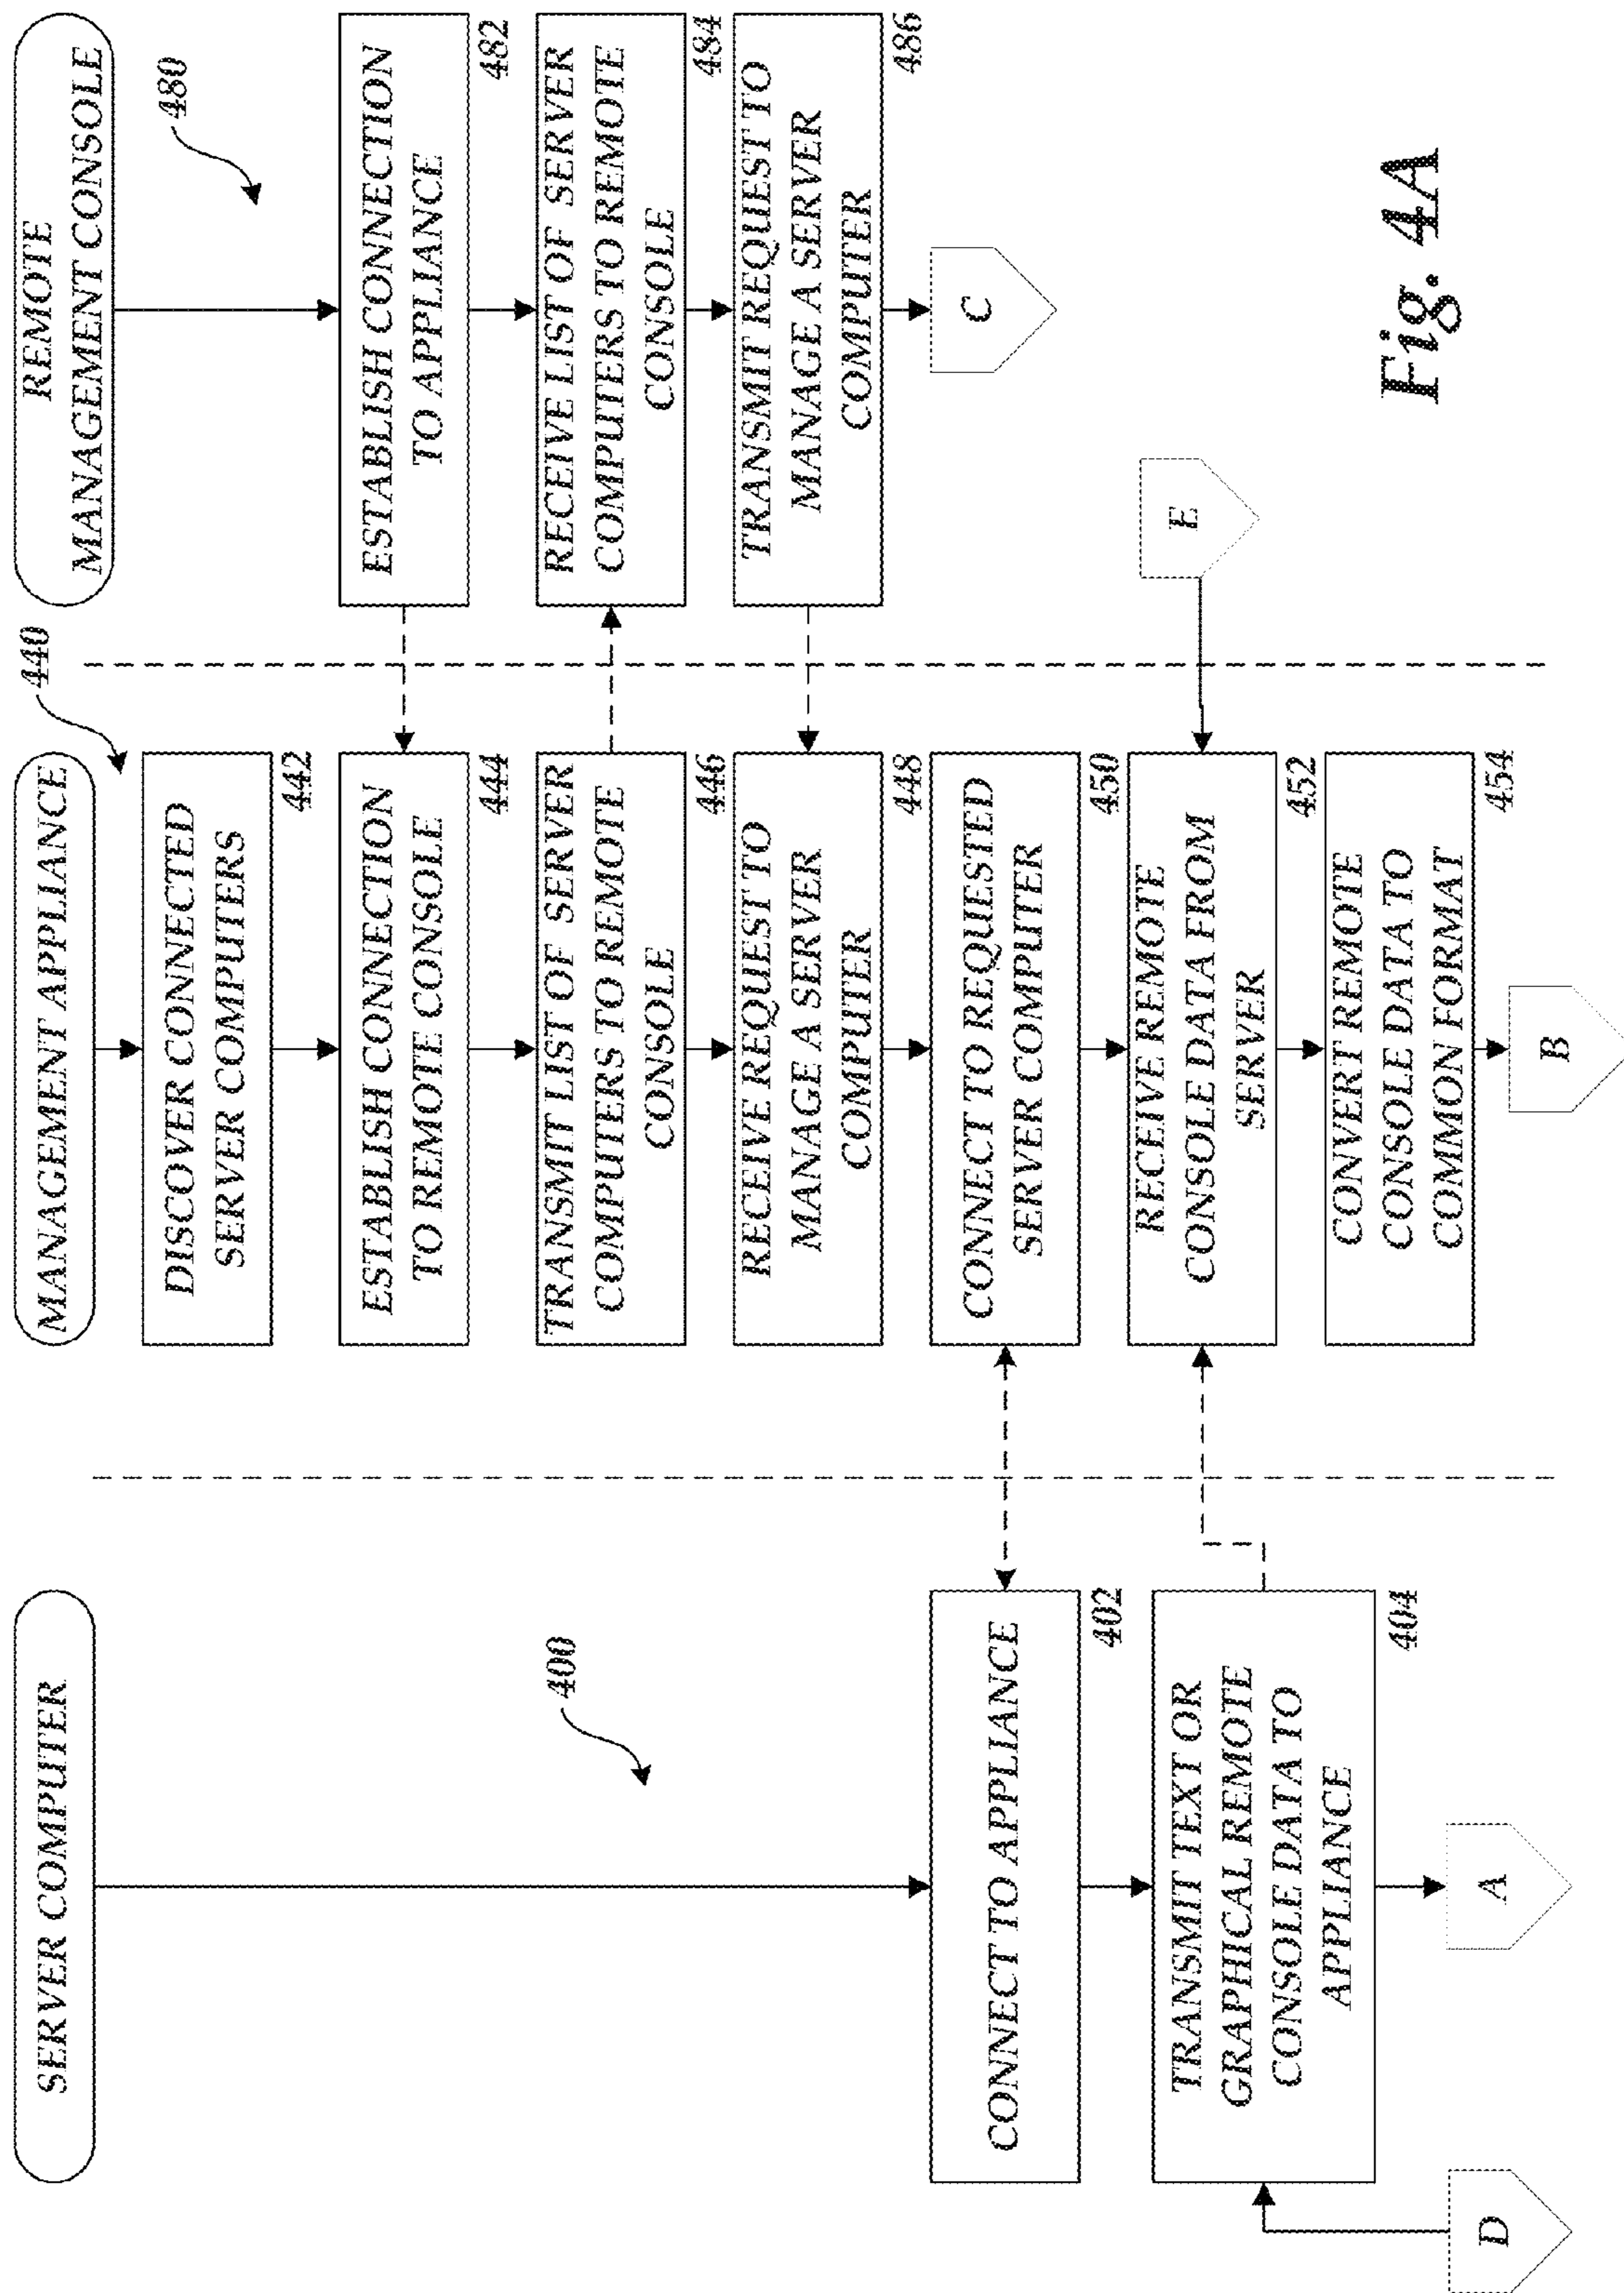 SERVER COMPUTER
400
CONNECT TO APPLIANCE
402
TRANSMIT TEXT OR
GRAPHICAL REMOTE
CONSOLE DATA TO
APPLIANCE
404
D
A
MANAGEMENT APPLIANCE
440
DISCOVER CONNECTED
SERVER COMPUTERS
442
ESTABLISH CONNECTION
TO REMOTE CONSOLE
444
TRANSMIT LIST OF SERVER
COMPUTERS TO REMOTE
CONSOLE
446
RECEIVE REQUEST TO
MANAGE A SERVER
COMPUTER
448
CONNECT TO REQUESTED
SERVER COMPUTER
450
RECEIVE REMOTE
CONSOLE DATA FROM
SERVER
452
CONVERT REMOTE
CONSOLE DATA TO
COMMON FORMAT
454
B
REMOTE
MANAGEMENT CONSOLE
480
ESTABLISH CONNECTION
TO APPLIANCE
482
RECEIVE LIST OF SERVER
COMPUTERS TO REMOTE
CONSOLE
484
TRANSMIT REQUEST TO
MANAGE A SERVER
COMPUTER
486
C
E
Fig. 4A